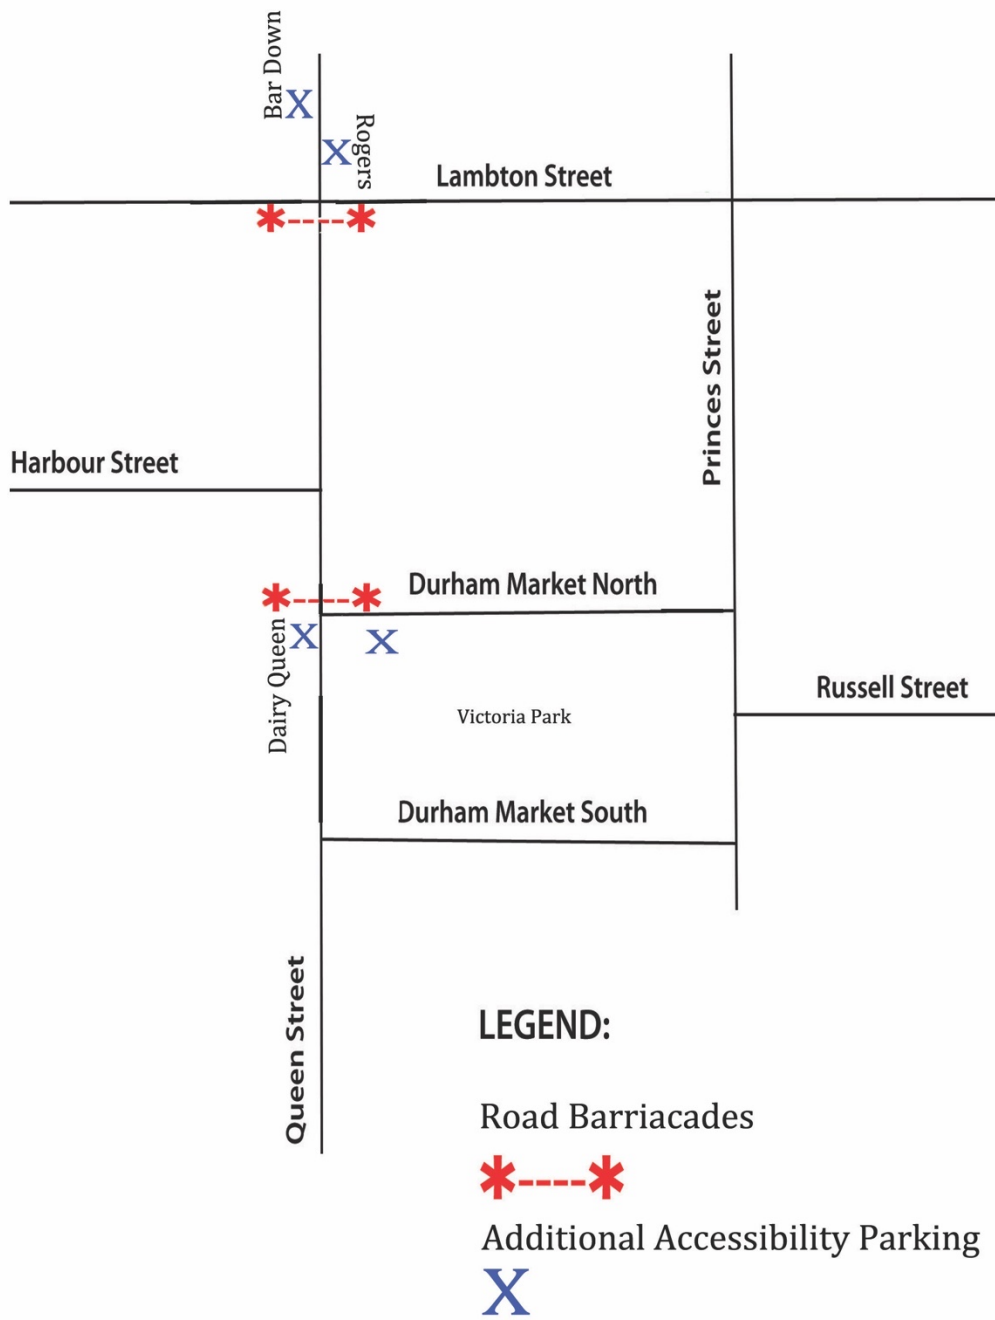 Bar Down
X
X
Rogers
Lambton Street
*----*
Princes Street
Harbour Street
*----*
Durham Market North
Dairy Queen
X
X
Russell Street
Victoria Park
Durham Market South
Queen Street
LEGEND:
Road Barriacades
*----*
Additional Accessibility Parking
X